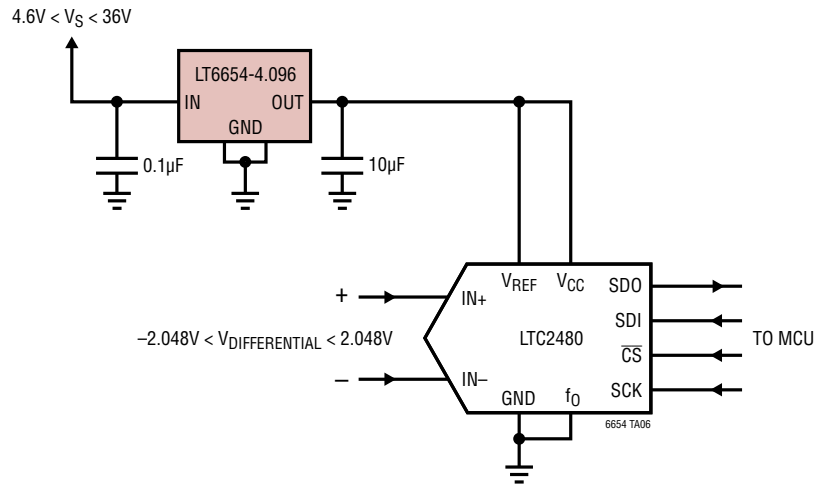 4.6V < VS < 36V
LT6654-4.096
IN
OUT
GND
0.1µF
10µF
+
–2.048V < VDIFFERENTIAL < 2.048V
–
IN+
IN–
VREF
VCC
LTC2480
GND
fO
SDO
SDI
CS
SCK
TO MCU
6654 TA06